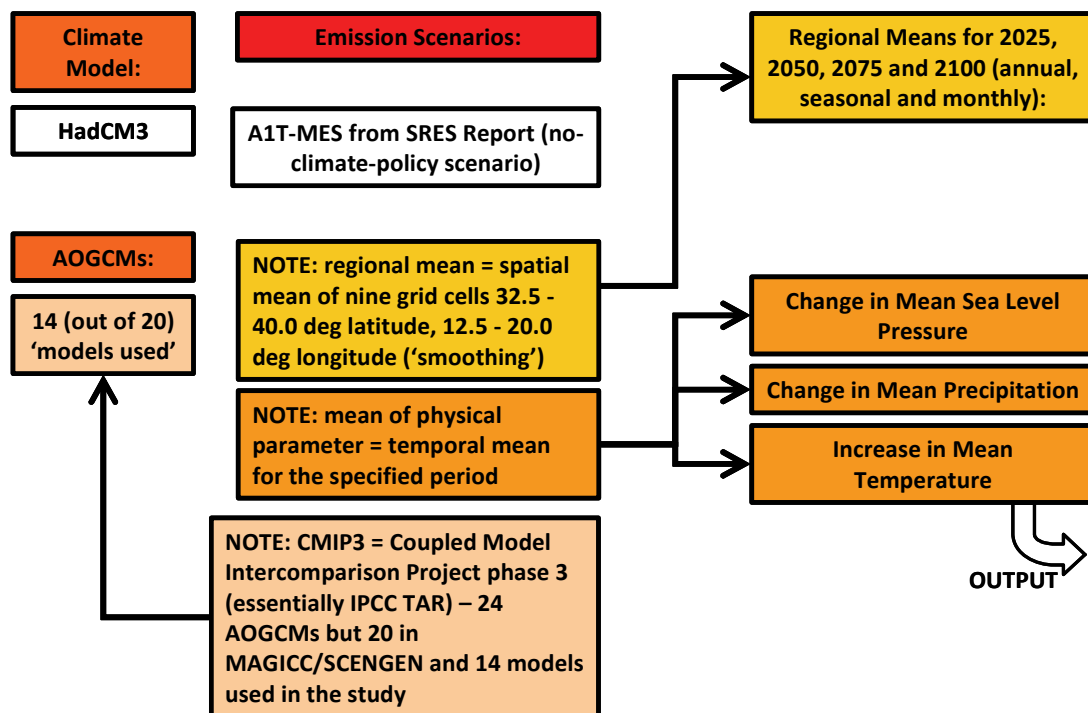 Climate
Model:
HadCM3
Emission Scenarios:
A1T-MES from SRES Report (no-
climate-policy scenario)
Regional Means for 2025,
2050, 2075 and 2100 (annual,
seasonal and monthly):
AOGCMs:
14 (out of 20)
‘models used’
NOTE: regional mean = spatial
mean of nine grid cells 32.5 -
40.0 deg latitude, 12.5 - 20.0
deg longitude (‘smoothing’)
NOTE: mean of physical
parameter = temporal mean
for the specified period
Change in Mean Sea Level
Pressure
Change in Mean Precipitation
Increase in Mean
Temperature
OUTPUT
NOTE: CMIP3 = Coupled Model
Intercomparison Project phase 3
(essentially IPCC TAR) – 24
AOGCMs but 20 in
MAGICC/SCENGEN and 14 models
used in the study